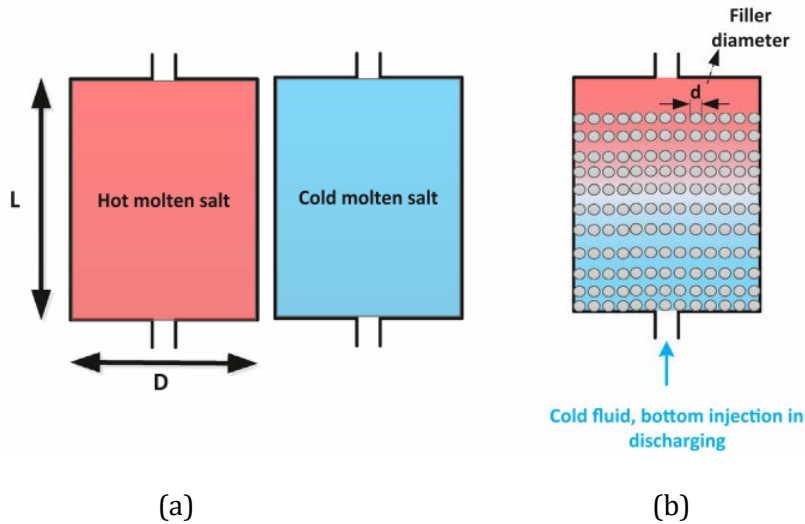 Filler
diameter
d
L
Hot molten salt
Cold molten salt
D
Cold fluid, bottom injection in
discharging
(a)
(b)